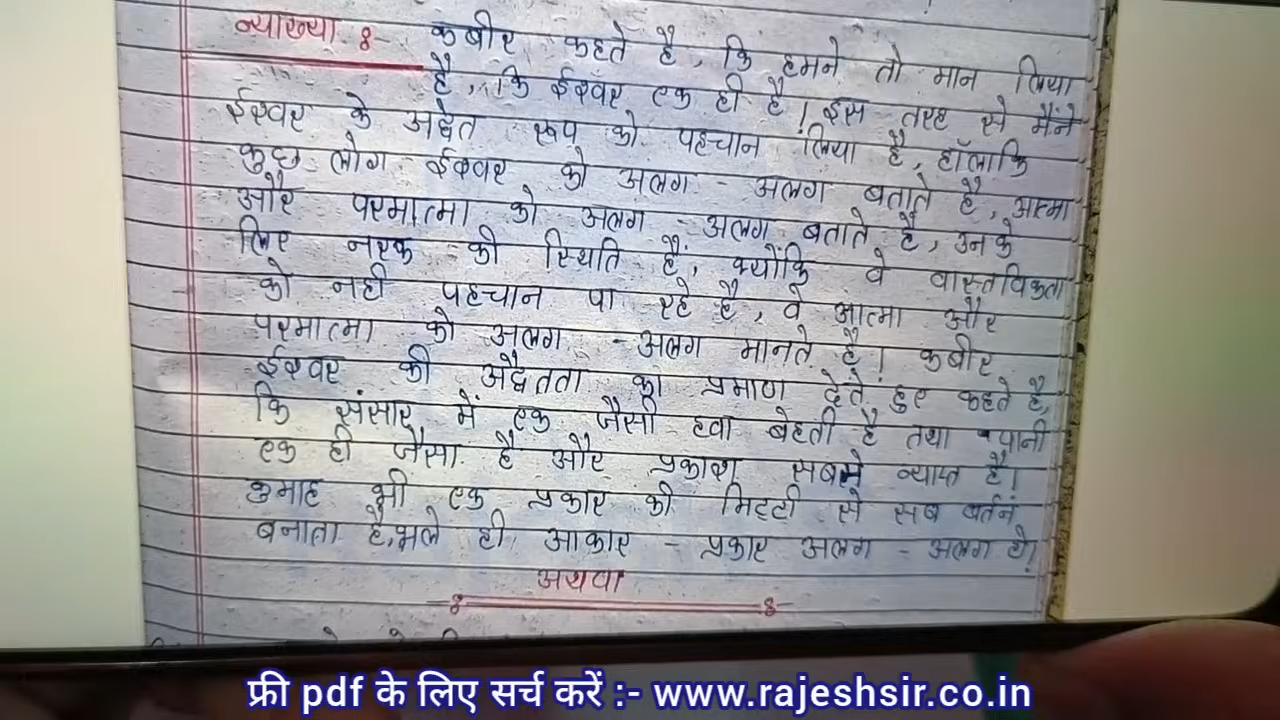 व्याख्या :- कबीर कहते है, कि हमने तो मान लिया
है, कि ईश्वर एक ही है। इस तरह से मैंने
ईश्वर के अद्वेत रूप को पहचान लिया है, हॉलाकि
कुछ लोग ईश्वर को अलग - अलग बताते है, आत्मा
और परमात्मा को अलग - अलग बताते है, उनके
लिए नरक की स्थिति है, क्योंकि वे वास्तविकता
को नही पहचान पा रहे है, वे आत्मा और
परमात्मा को अलग - अलग मानते है। कबीर
ईश्वर की अद्वैतता का प्रमाण देते हुए कहते है,
कि संसार में एक जैसी हवा बेहती है तथा पानी
एक ही जैसा है और प्रकाश सबमे व्याप्त है।
कुमाह भी एक प्रकार की मिट्टी से सब बर्तन
बनाता है, भले ही आकार - प्रकार अलग - अलग हो।
अथवा
फ्री pdf के लिए सर्च करें :- www.rajeshsir.co.in